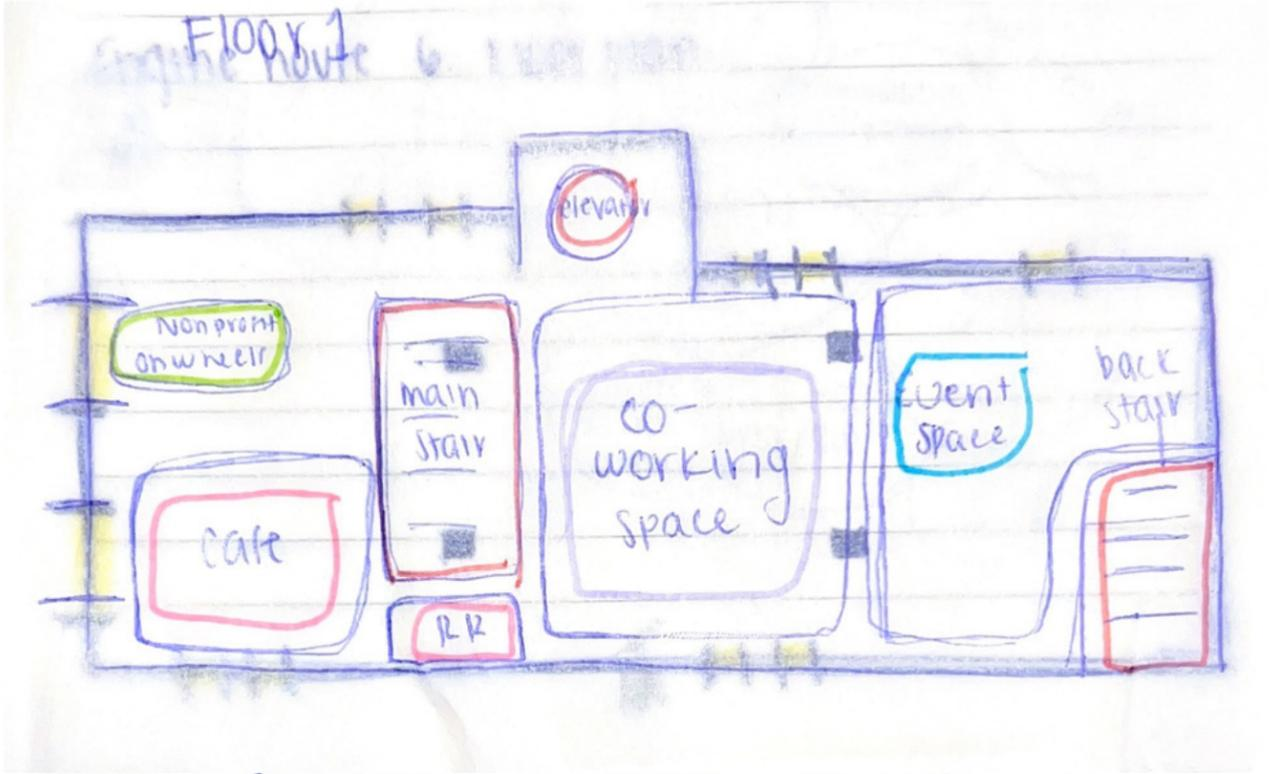 Floor 1
Engine House 6
elevator
Nonprofit
on wheels
main
stair
co-
working
space
event
space
back
stair
cafe
RR